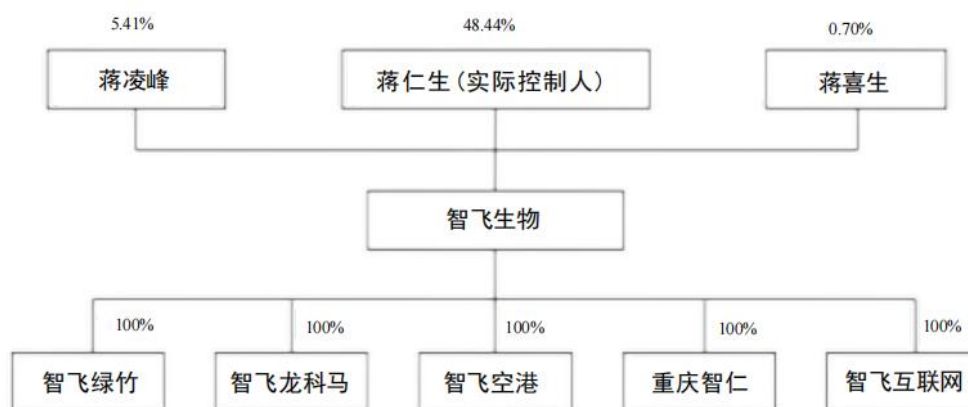 5.41%
48.44%
0.70%
蒋凌峰
蒋仁生(实际控制人)
蒋喜生
智飞生物
100%
100%
100%
100%
100%
智飞绿竹
智飞龙科马
智飞空港
重庆智仁
智飞互联网